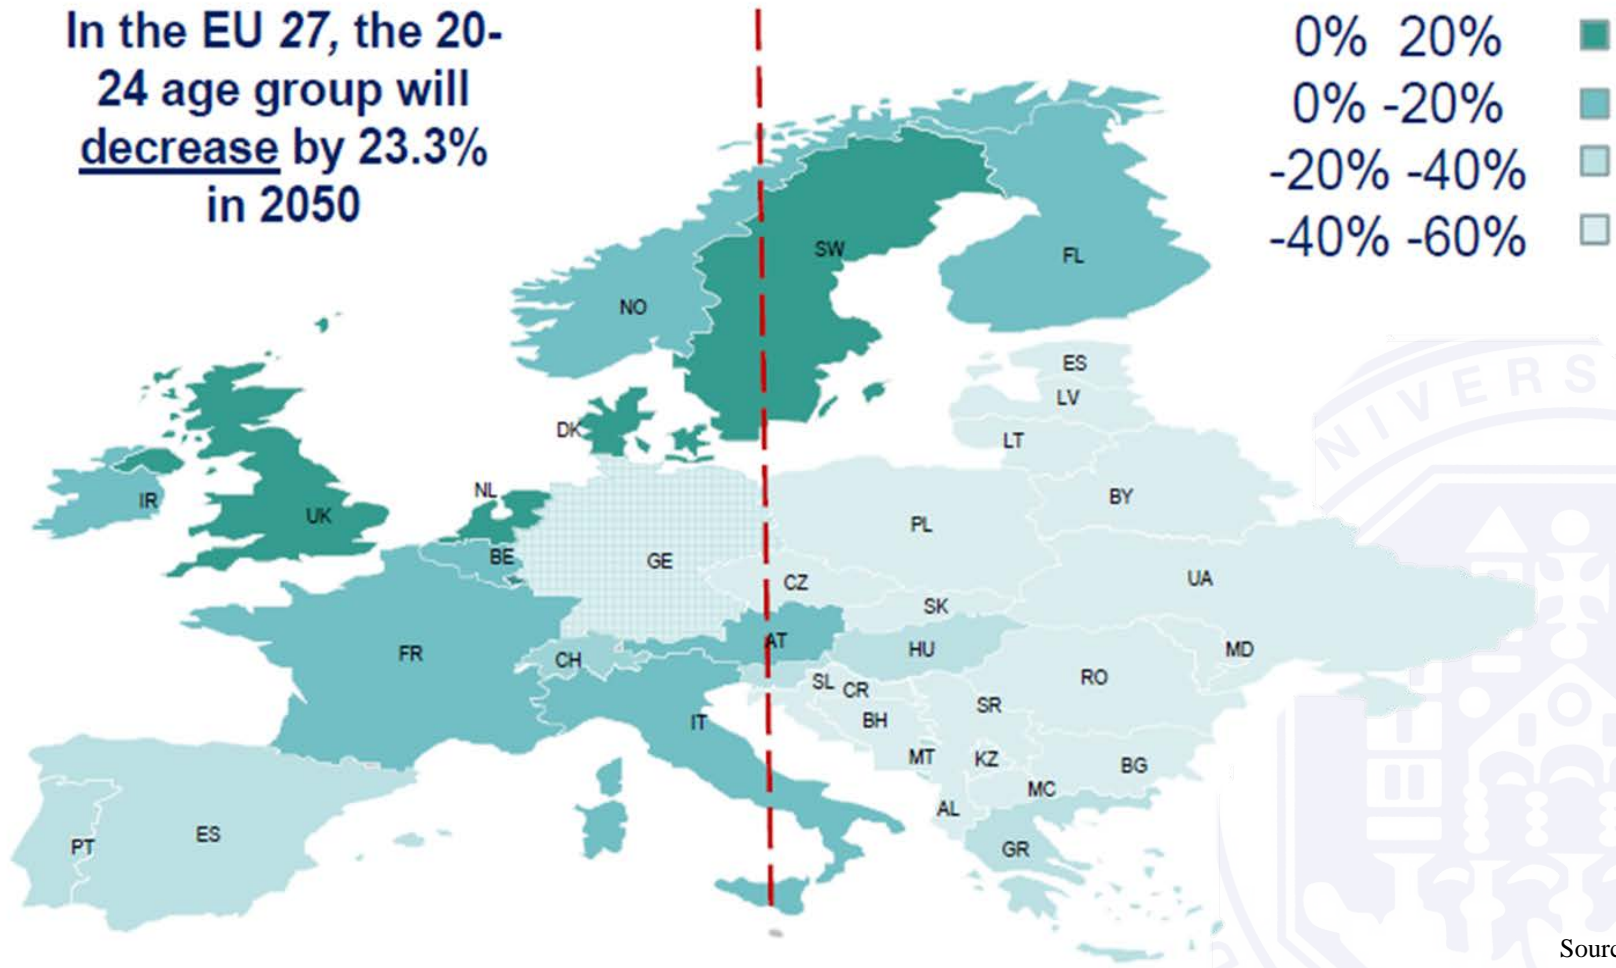 In the EU 27, the 20-
24 age group will
decrease by 23.3%
in 2050
0% 20%
0% -20%
-20% -40%
-40% -60%
SW
FL
NO
ES
LV
DK
LT
NL
IR
BY
UK
PL
BE
GE
UA
CZ
SK
AT
HU
MD
FR
CH
RO
SL
CR
SR
BH
IT
MT
KZ
BG
MC
AL
PT
ES
GR
NIVERS
Sourc